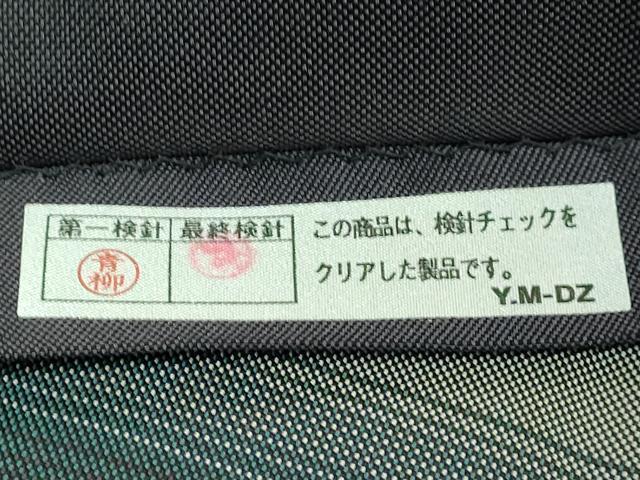 第一検針 最終検針
青
柳
この商品は、検針チェックを
クリアした製品です。
Y.M-DZ